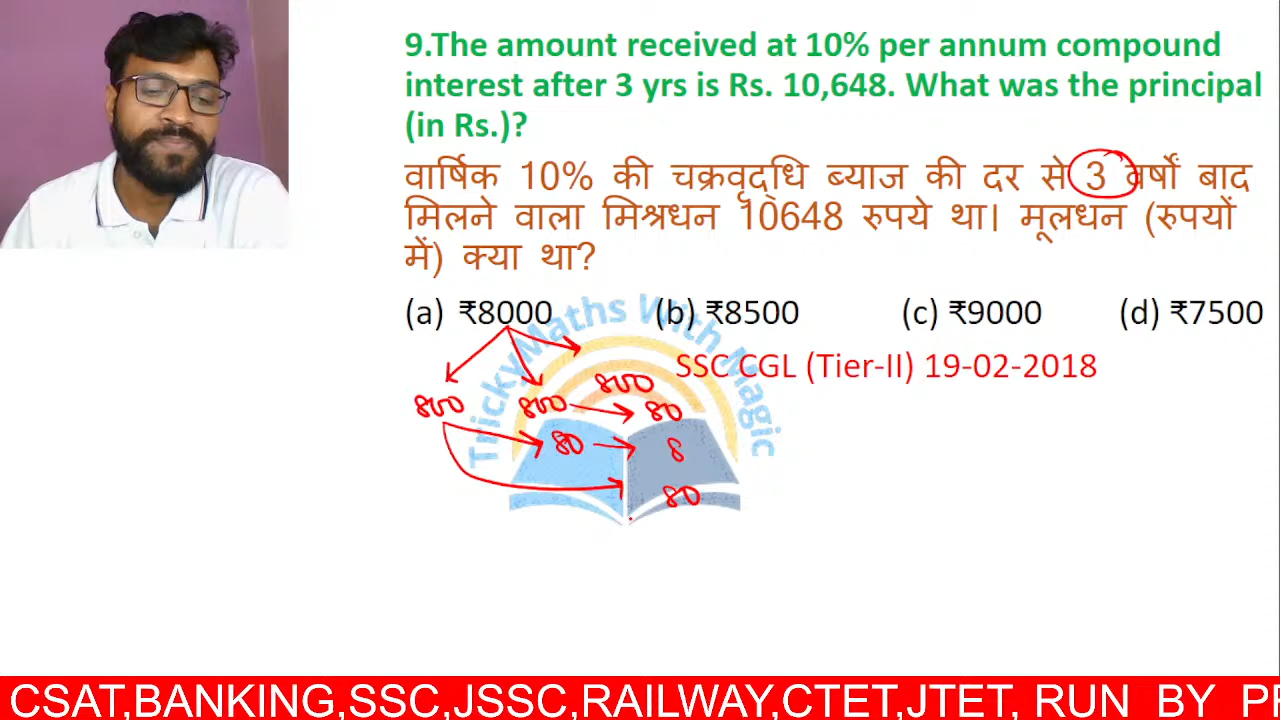 9.The amount received at 10% per annum compound
interest after 3 yrs is Rs. 10,648. What was the principal
(in Rs.)?
वार्षिक 10% की चक्रवृद्धि ब्याज की दर से 3 वर्षों बाद
मिलने वाला मिश्रधन 10648 रुपये था। मूलधन (रुपयों
में) क्या था?
(a) ₹8000 (b) ₹8500 (c) ₹9000 (d) ₹7500
TrickyMaths With Magic
SSC CGL (Tier-II) 19-02-2018
800
800 800 80
80 8
80
CSAT,BANKING,SSC,JSSC,RAILWAY,CTET,JTET, RUN BY